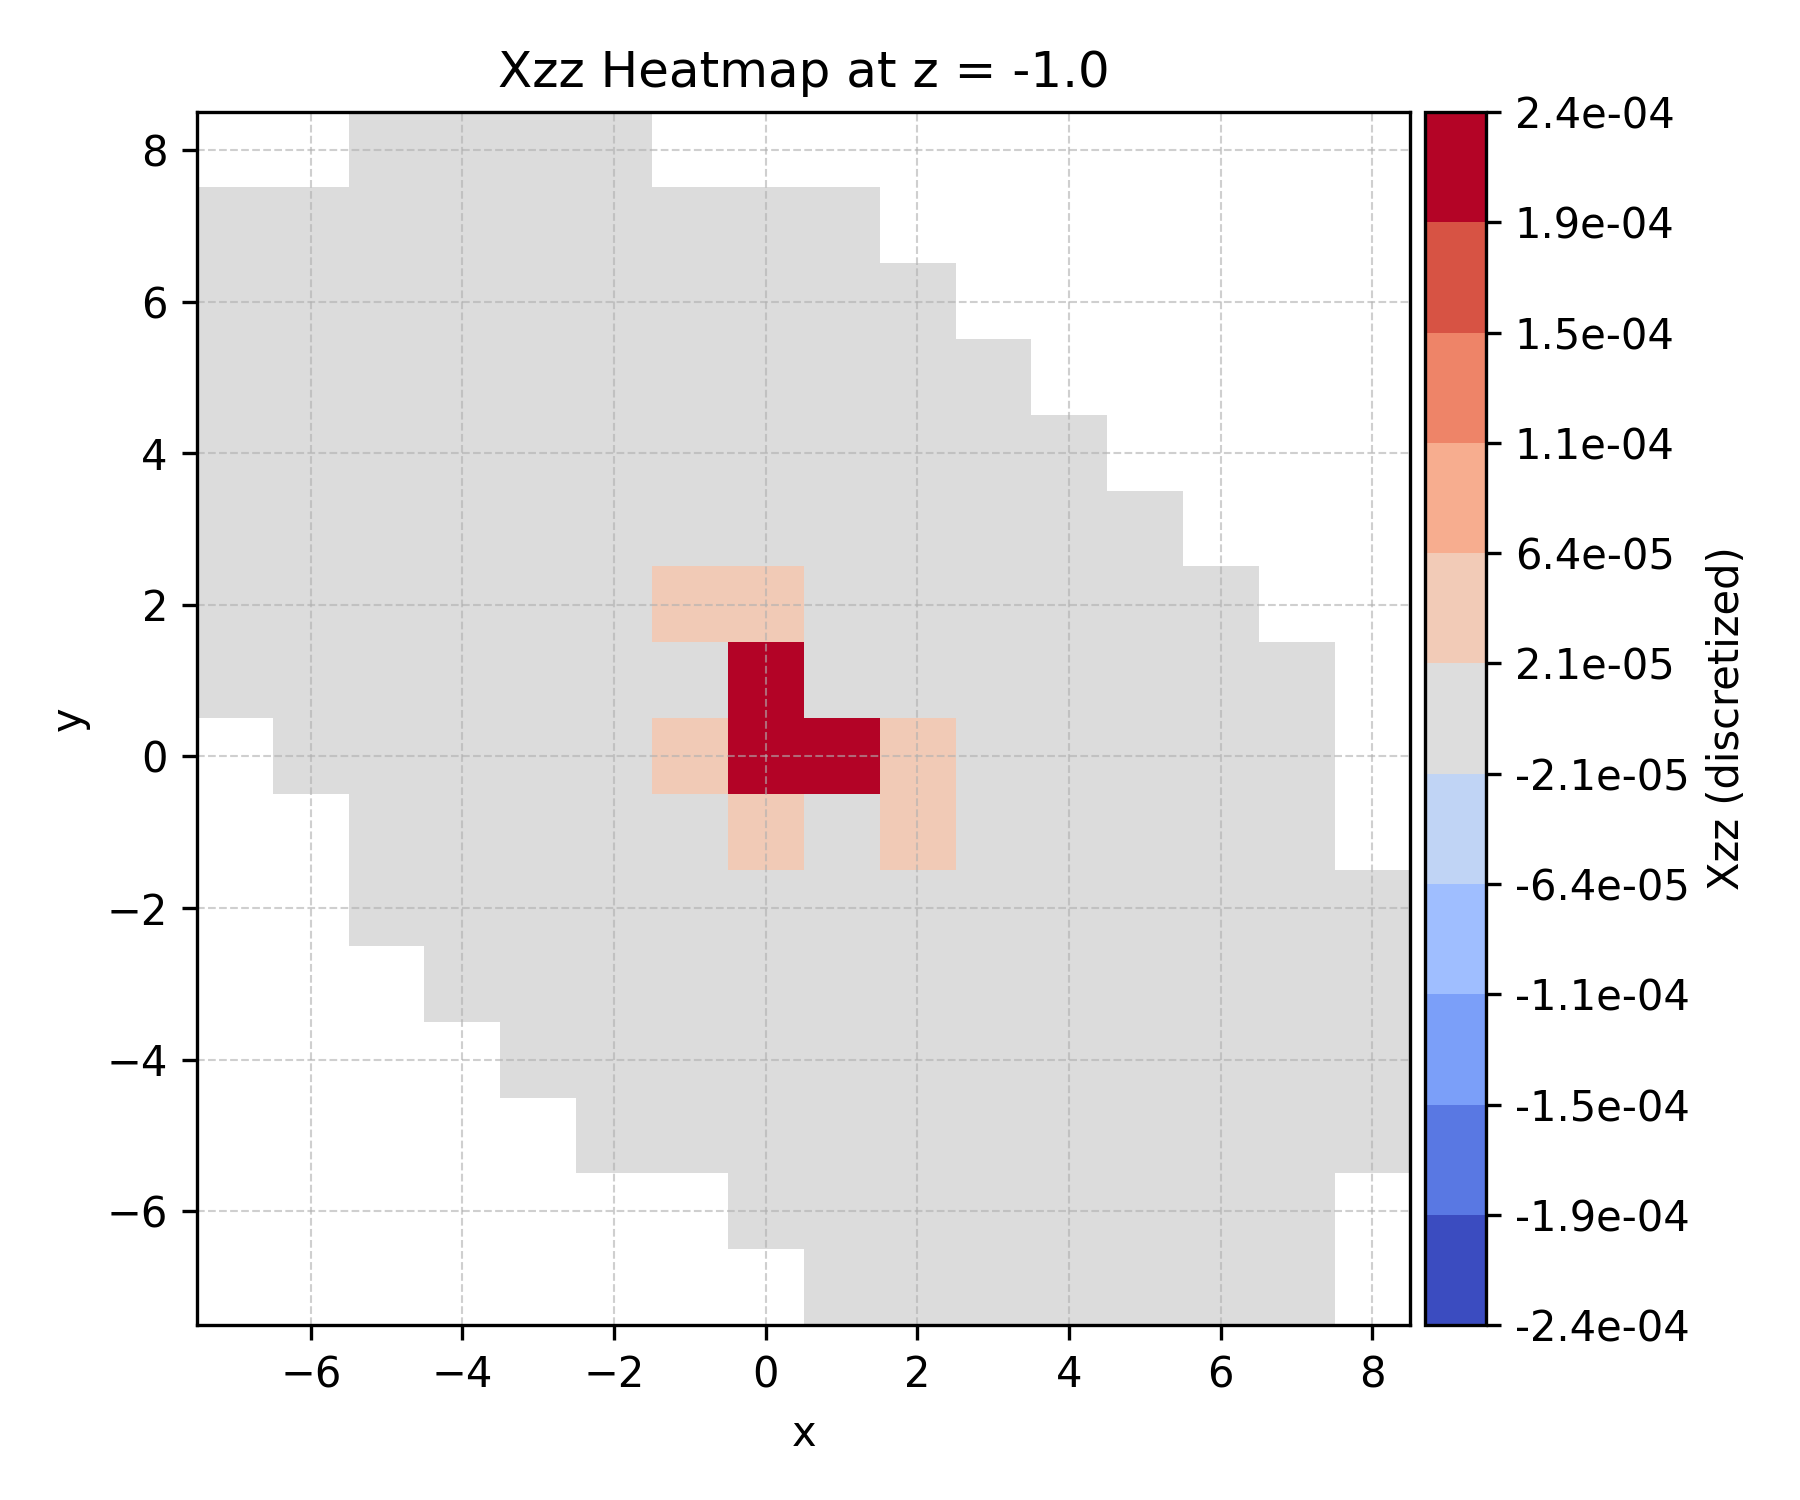 Xzz Heatmap at z = -1.0
8
6
4
2
0
−2
−4
−6
y
−6 −4 −2 0 2 4 6 8
x
2.4e-04
1.9e-04
1.5e-04
1.1e-04
6.4e-05
2.1e-05
-2.1e-05
-6.4e-05
-1.1e-04
-1.5e-04
-1.9e-04
-2.4e-04
Xzz (discretized)